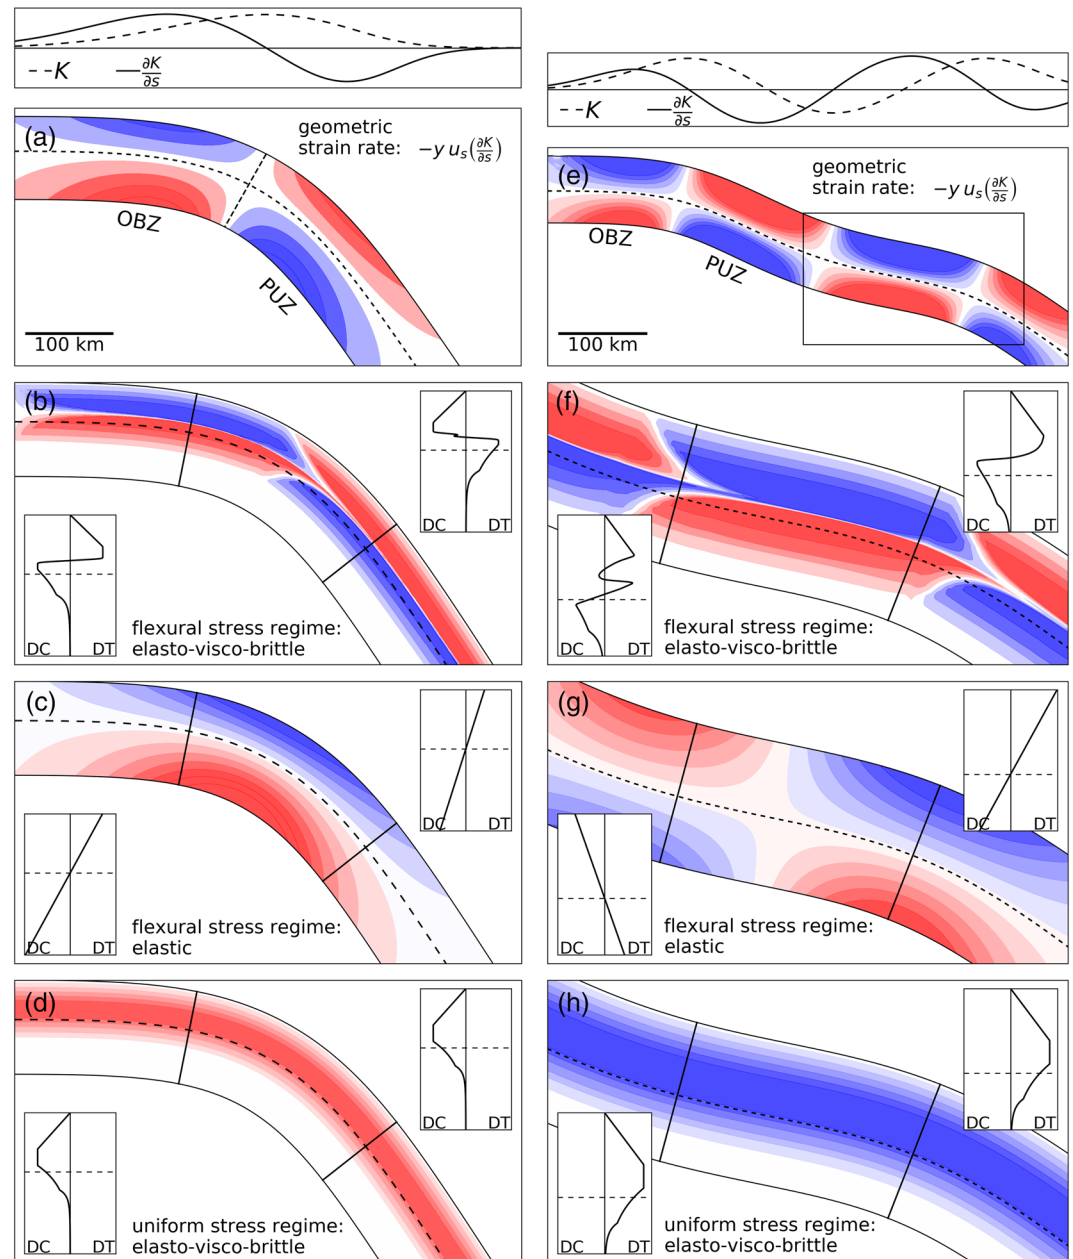 K
∂K
∂s
K
∂K
∂s
(a)
geometric
strain rate: −y uₛ(∂K/∂s)
OBZ
PUZ
100 km
(e)
geometric
strain rate: −y uₛ(∂K/∂s)
OBZ
PUZ
100 km
(b)
DC DT
DC DT
flexural stress regime:
elasto-visco-brittle
(f)
DC DT
DC DT
flexural stress regime:
elasto-visco-brittle
(c)
DC DT
DC DT
flexural stress regime:
elastic
(g)
DC DT
DC DT
flexural stress regime:
elastic
(d)
DC DT
DC DT
uniform stress regime:
elasto-visco-brittle
(h)
DC DT
DC DT
uniform stress regime:
elasto-visco-brittle